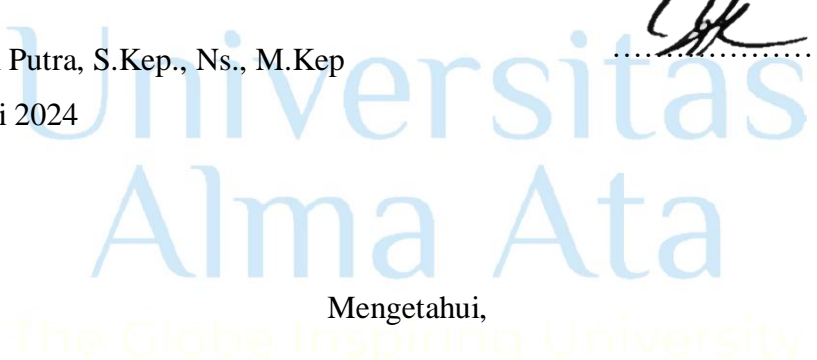 Putra, S.Kep., Ns., M.Kep
…………………
i 2024
Universitas
Alma Ata
Mengetahui,
The Globe Inspiring University